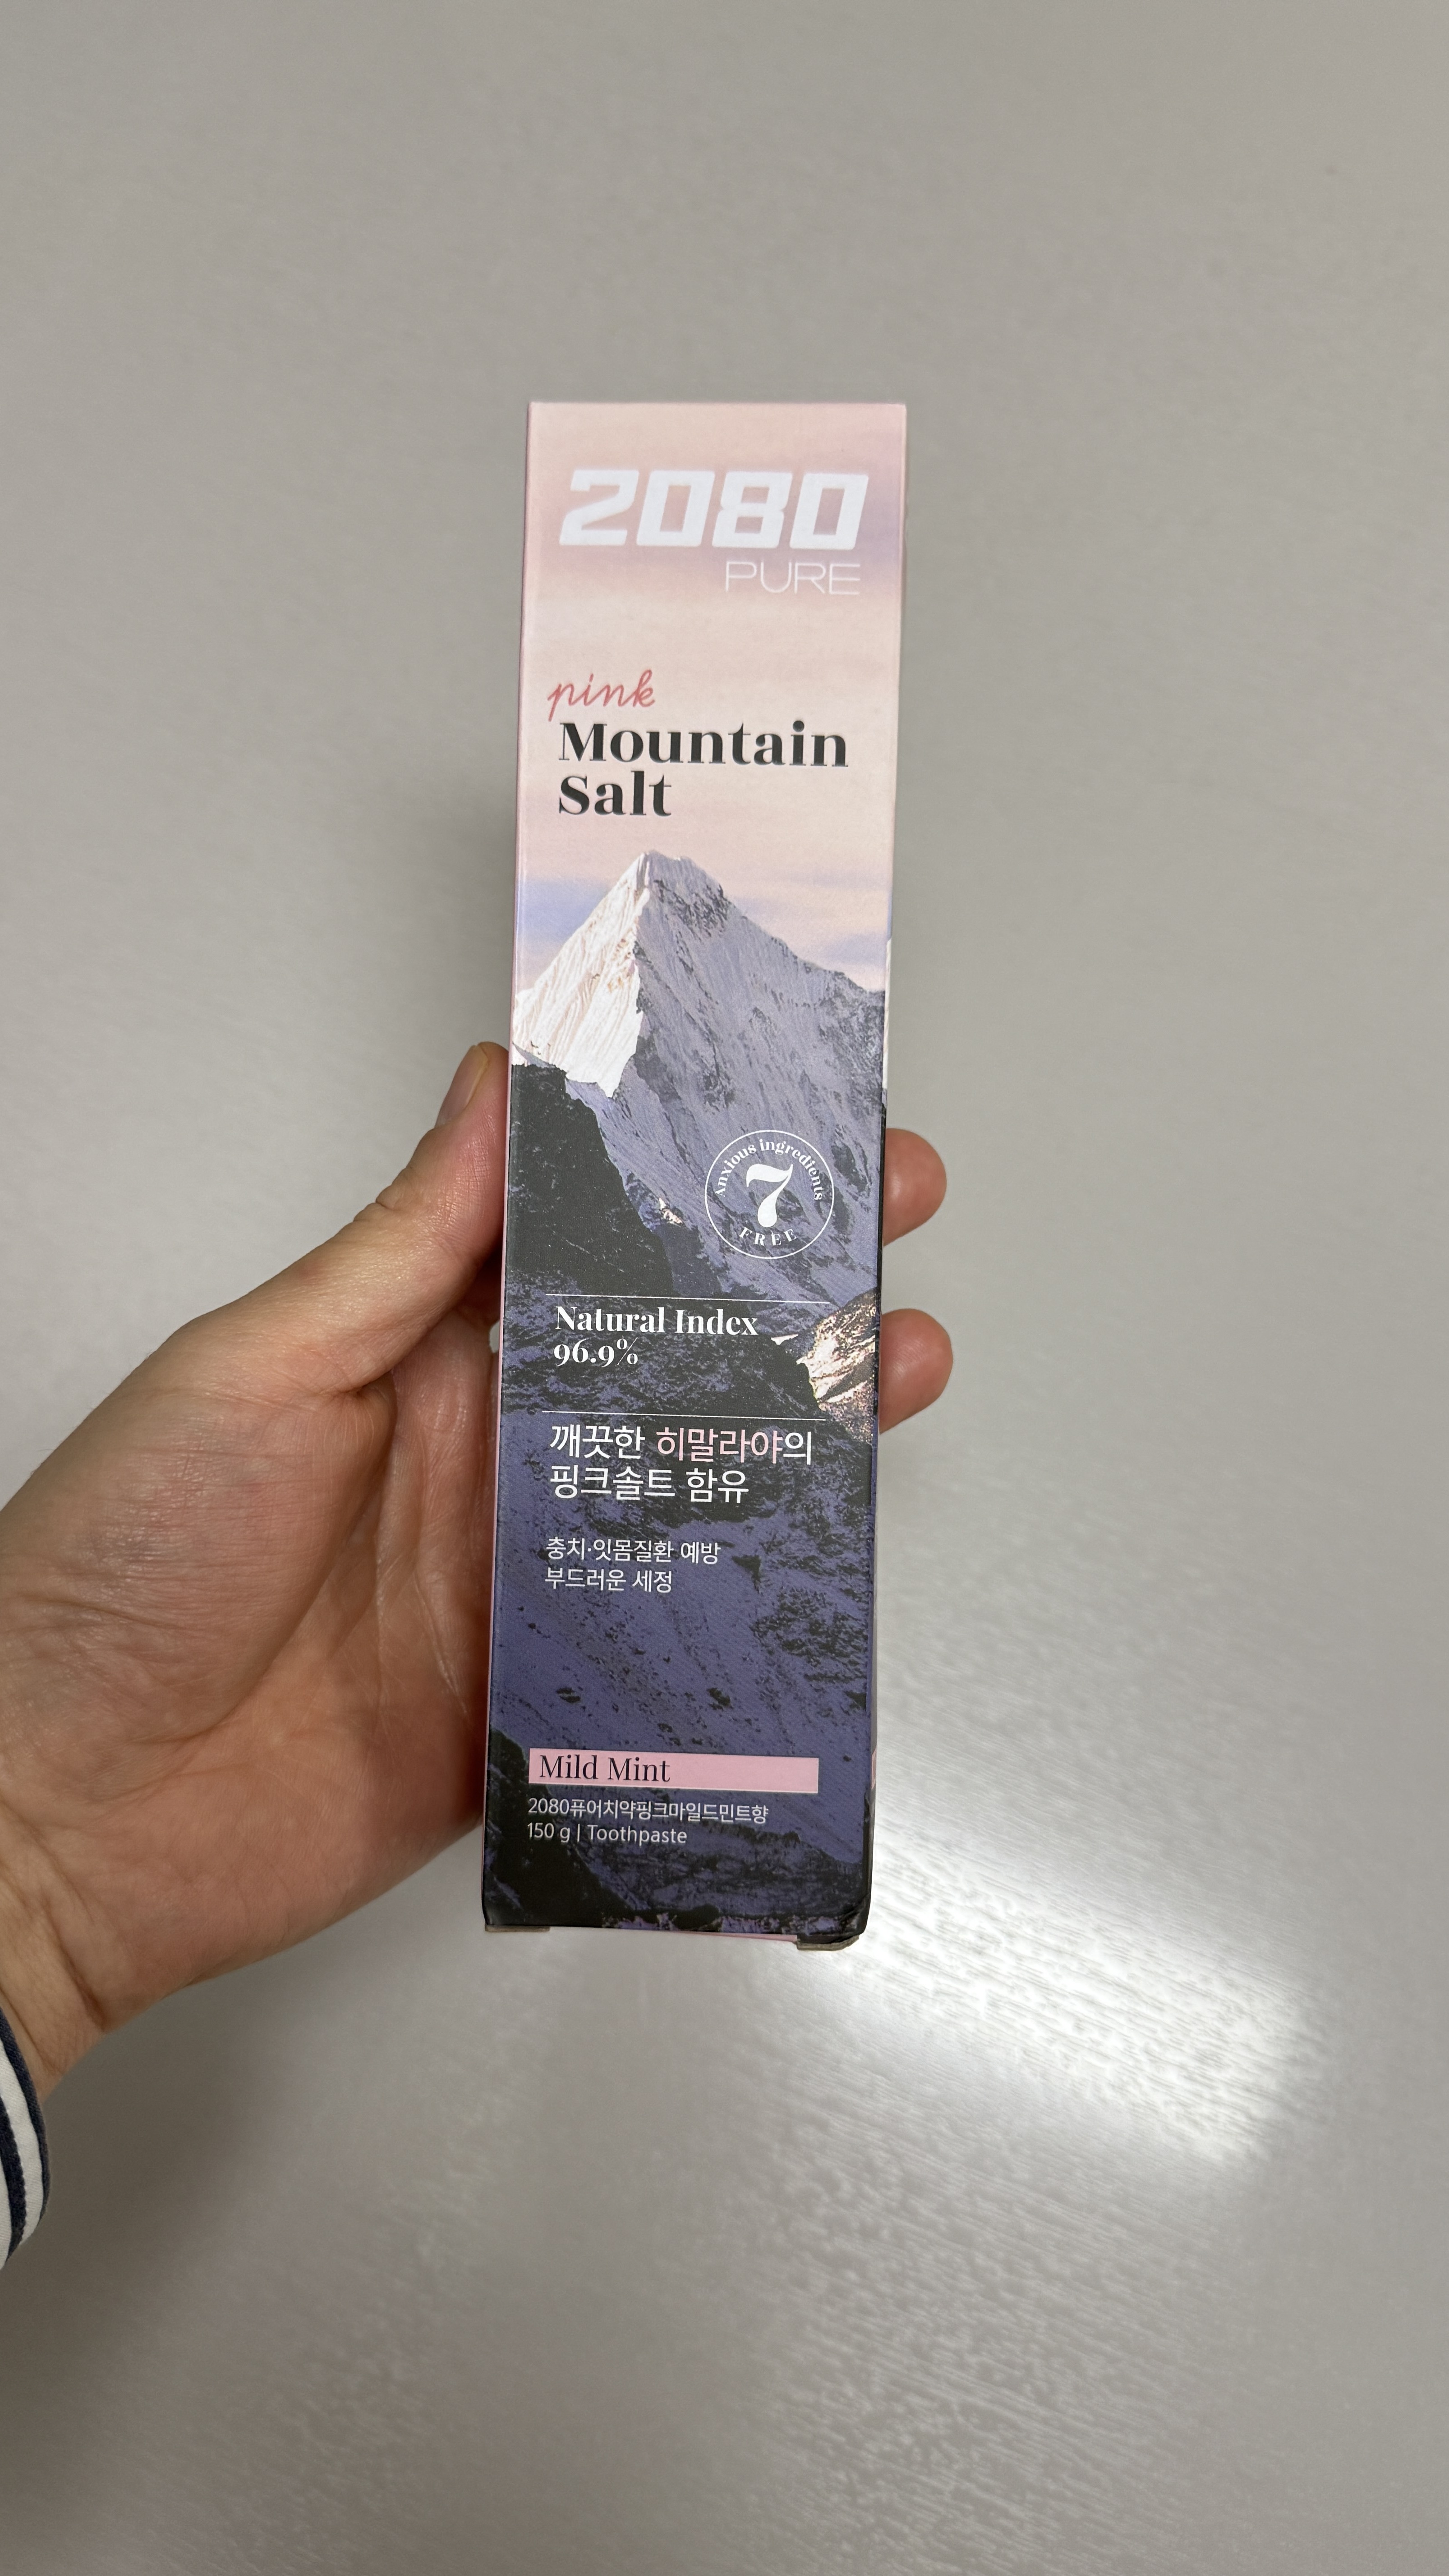 2080
PURE
pink
Mountain
Salt
Anxious ingredients
7
FREE
Natural Index
96.9%
깨끗한 히말라야의
핑크솔트 함유
충치·잇몸질환 예방
부드러운 세정
Mild Mint
2080퓨어치약핑크마일드민트향
150 g | Toothpaste